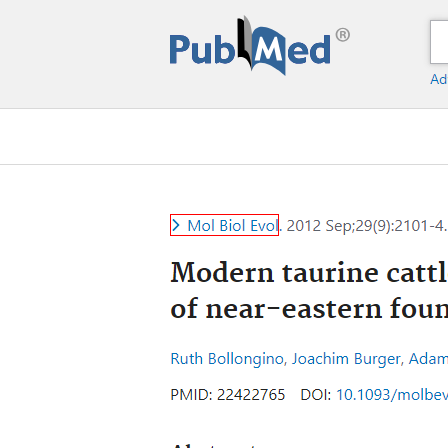 PubMed®
Ad
Mol Biol Evol. 2012 Sep;29(9):2101-4.
Modern taurine cattl
of near-eastern foun
Ruth Bollongino, Joachim Burger, Adam
PMID: 22422765 DOI: 10.1093/molbev